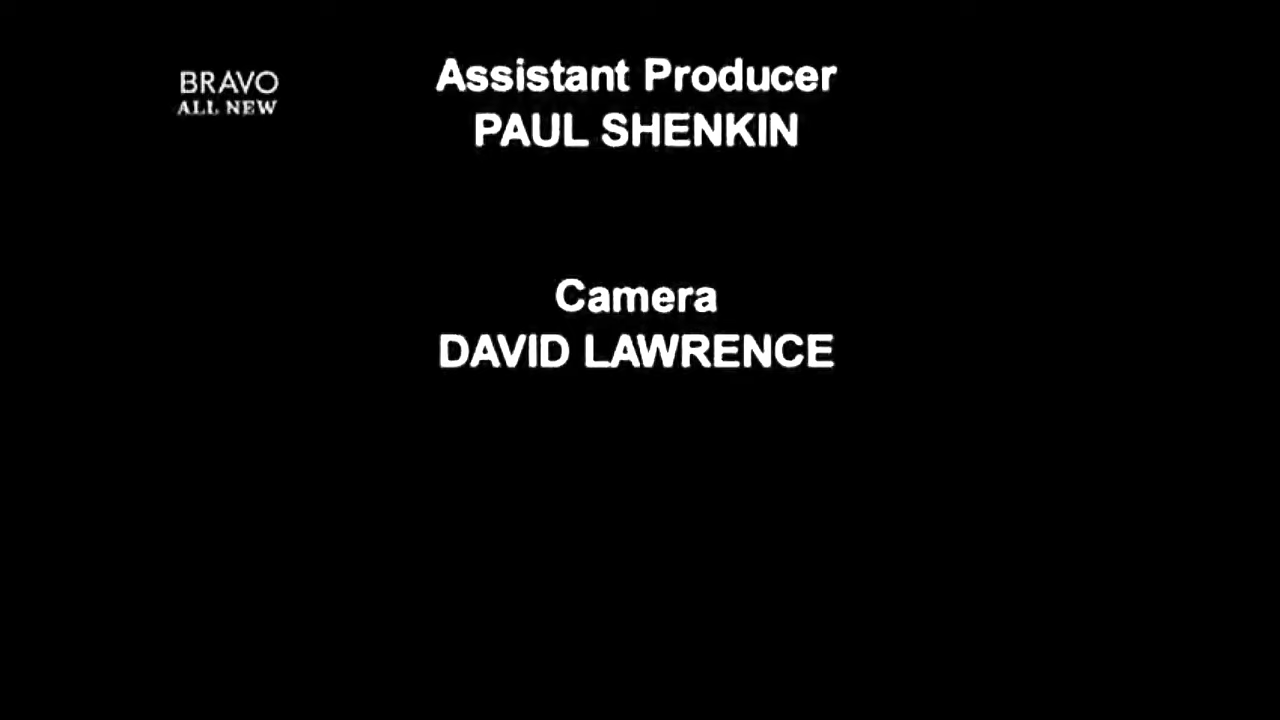 BRAVO
ALL NEW
Assistant Producer
PAUL SHENKIN
Camera
DAVID LAWRENCE